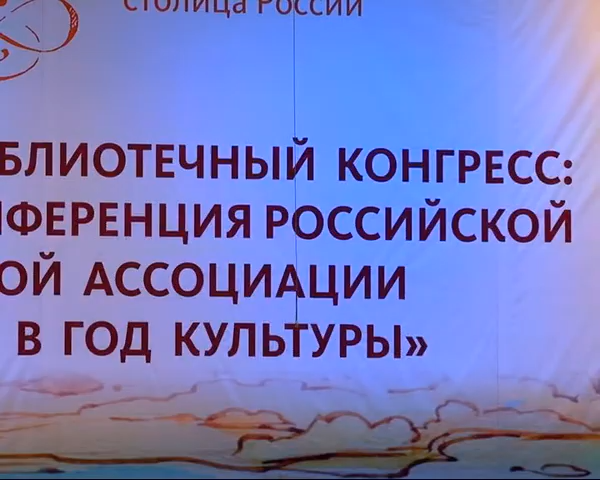 столица России
БЛИОТЕЧНЫЙ КОНГРЕСС:
НФЕРЕНЦИЯ РОССИЙСКОЙ
ОЙ АССОЦИАЦИИ
В ГОД КУЛЬТУРЫ»